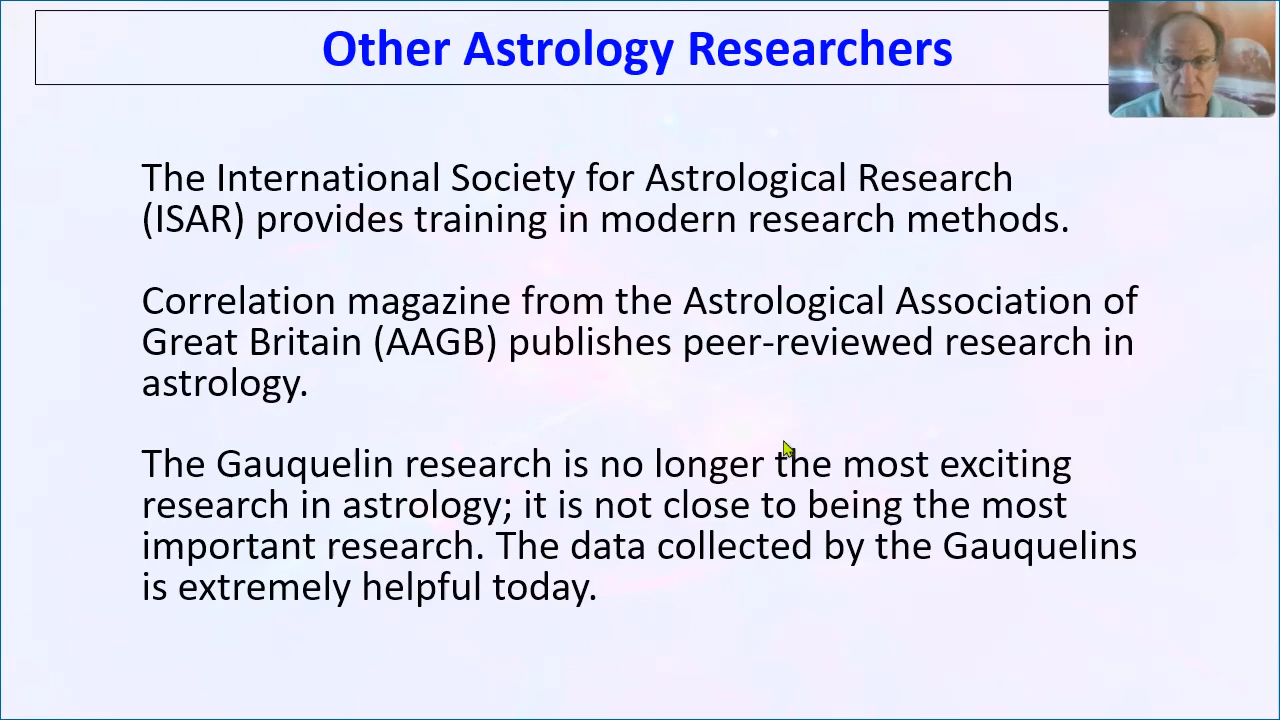 Other Astrology Researchers
The International Society for Astrological Research
(ISAR) provides training in modern research methods.
Correlation magazine from the Astrological Association of
Great Britain (AAGB) publishes peer-reviewed research in
astrology.
The Gauquelin research is no longer the most exciting
research in astrology; it is not close to being the most
important research. The data collected by the Gauquelins
is extremely helpful today.